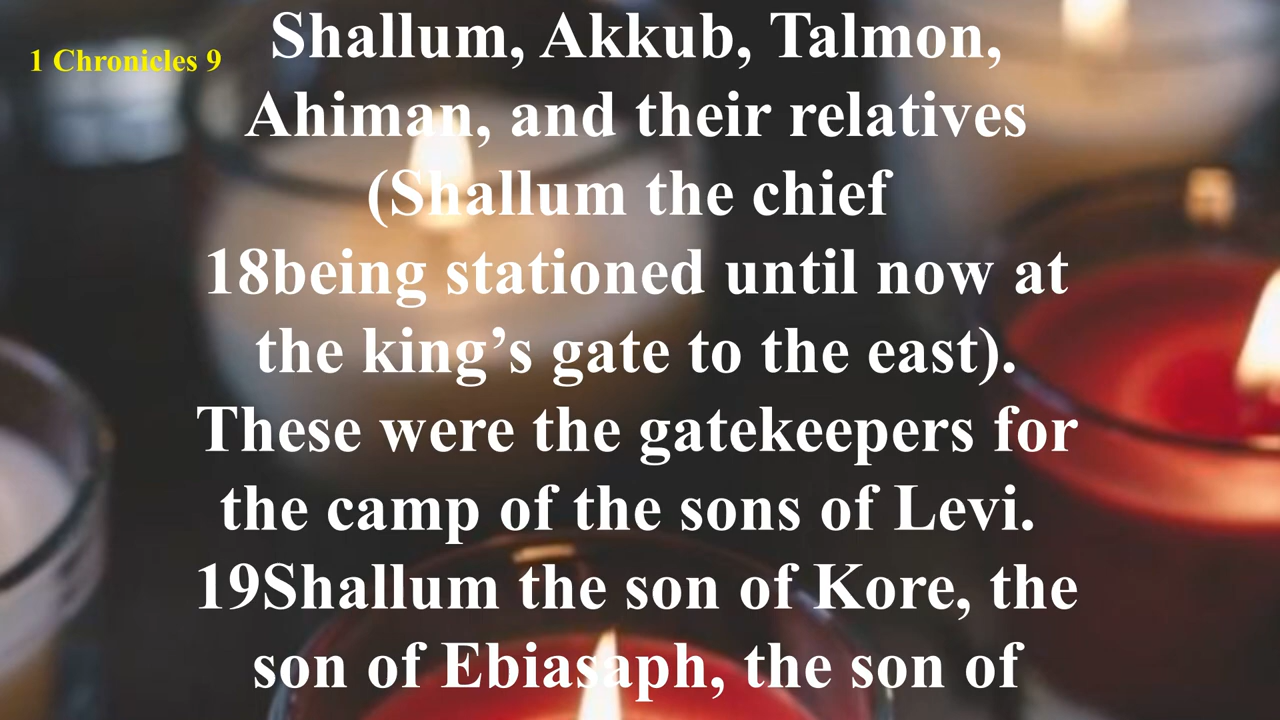 1 Chronicles 9
Shallum, Akkub, Talmon,
Ahiman, and their relatives
(Shallum the chief
18being stationed until now at
the king’s gate to the east).
These were the gatekeepers for
the camp of the sons of Levi.
19Shallum the son of Kore, the
son of Ebiasaph, the son of